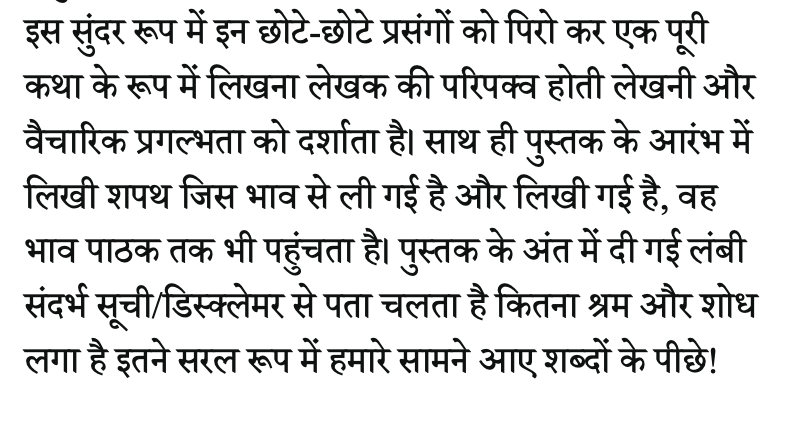 इस सुंदर रूप में इन छोटे-छोटे प्रसंगों को पिरो कर एक पूरी
कथा के रूप में लिखना लेखक की परिपक्व होती लेखनी और
वैचारिक प्रगल्भता को दर्शाता है। साथ ही पुस्तक के आरंभ में
लिखी शपथ जिस भाव से ली गई है और लिखी गई है, वह
भाव पाठक तक भी पहुंचता है। पुस्तक के अंत में दी गई लंबी
संदर्भ सूची/डिस्क्लेमर से पता चलता है कितना श्रम और शोध
लगा है इतने सरल रूप में हमारे सामने आए शब्दों के पीछे!